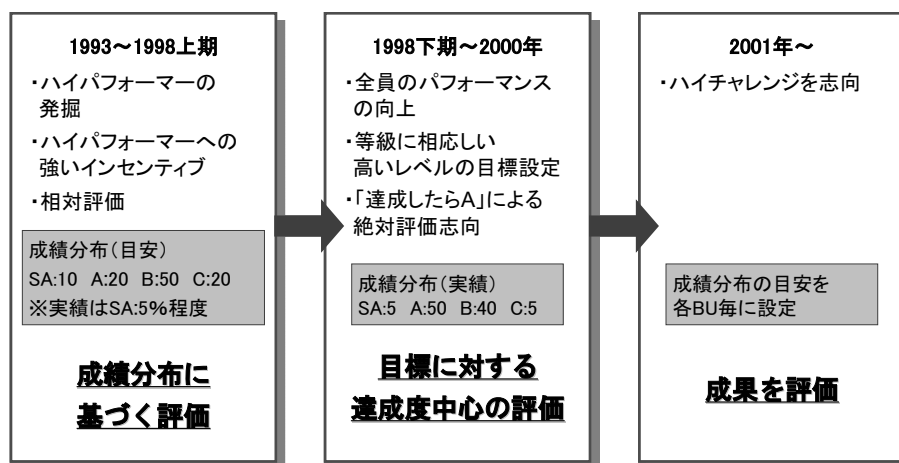 1993～1998上期
・ハイパフォーマーの
発掘
・ハイパフォーマーへの
強いインセンティブ
・相対評価
成績分布（目安）
SA:10 A:20 B:50 C:20
※実績はSA:5%程度
成績分布に
基づく評価
1998下期～2000年
・全員のパフォーマンス
の向上
・等級に相応しい
高いレベルの目標設定
・「達成したらA」による
絶対評価志向
成績分布（実績）
SA:5 A:50 B:40 C:5
目標に対する
達成度中心の評価
2001年～
・ハイチャレンジを志向
成績分布の目安を
各BU毎に設定
成果を評価